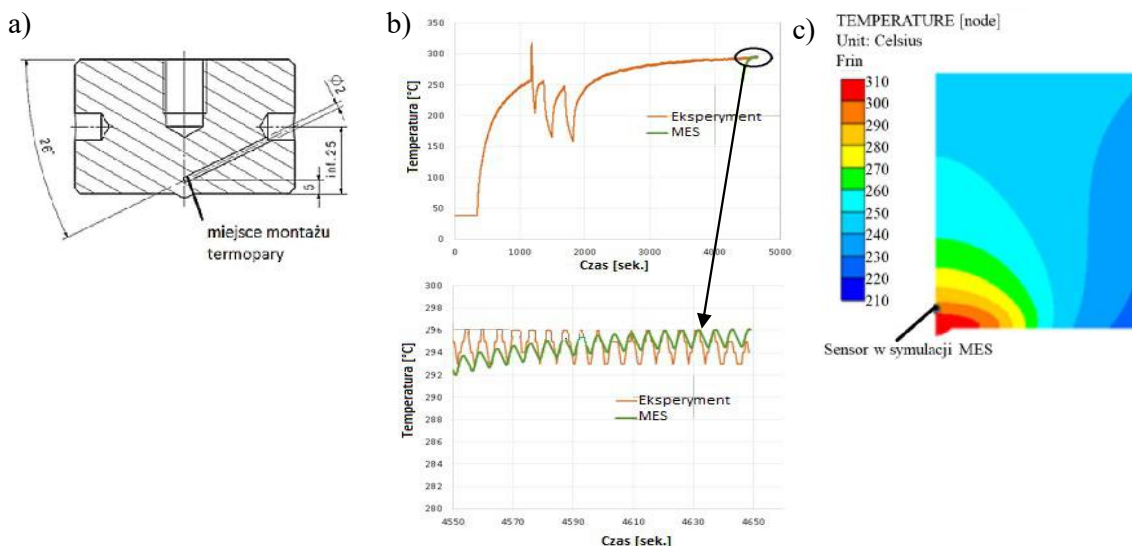 a)
26°
Φ2
inf.25
5
miejsce montażu
termopary
b)
Temperatura [°C]
350
300
250
200
150
100
50
0
Eksperyment
MES
0 1000 2000 3000 4000 5000
Czas [sek.]
Temperatura [°C]
300
298
296
294
292
290
288
286
284
282
280
Eksperyment
MES
4550 4570 4590 4610 4630 4650
Czas [sek.]
c)
TEMPERATURE [node]
Unit: Celsius
Frin
310
300
290
280
270
260
250
240
230
220
210
Sensor w symulacji MES